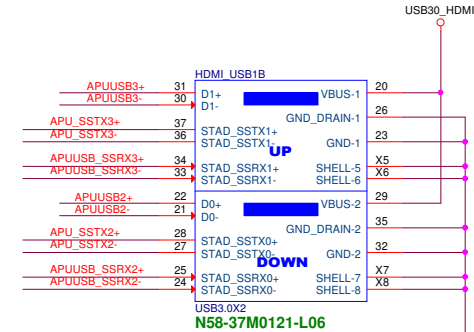 USB30_HDMI
HDMI_USB1B
APUUSB3+ 31 D1+ VBUS-1 20
APUUSB3- 30 D1-
GND_DRAIN-1 26
APU_SSTX3+ 37 STAD_SSTX1+
APU_SSTX3- 36 STAD_SSTX1- GND-1 23
UP
APUUSB_SSRX3+ 34 STAD_SSRX1+ SHELL-5 X5
APUUSB_SSRX3- 33 STAD_SSRX1- SHELL-6 X6
APUUSB2+ 22 D0+ VBUS-2 29
APUUSB2- 21 D0-
GND_DRAIN-2 35
APU_SSTX2+ 28 STAD_SSTX0+
APU_SSTX2- 27 STAD_SSTX0- GND-2 32
DOWN
APUUSB_SSRX2+ 25 STAD_SSRX0+ SHELL-7 X7
APUUSB_SSRX2- 24 STAD_SSRX0- SHELL-8 X8
USB3.0X2
N58-37M0121-L06